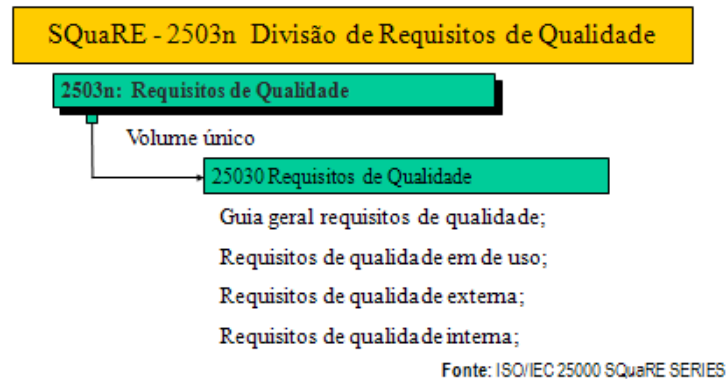 SQuaRE - 2503n Divisão de Requisitos de Qualidade
2503n: Requisitos de Qualidade
Volume único
25030 Requisitos de Qualidade
Guia geral requisitos de qualidade;
Requisitos de qualidade em de uso;
Requisitos de qualidade externa;
Requisitos de qualidade interna;
Fonte: ISO/IEC 25000 SQuaRE SERIES